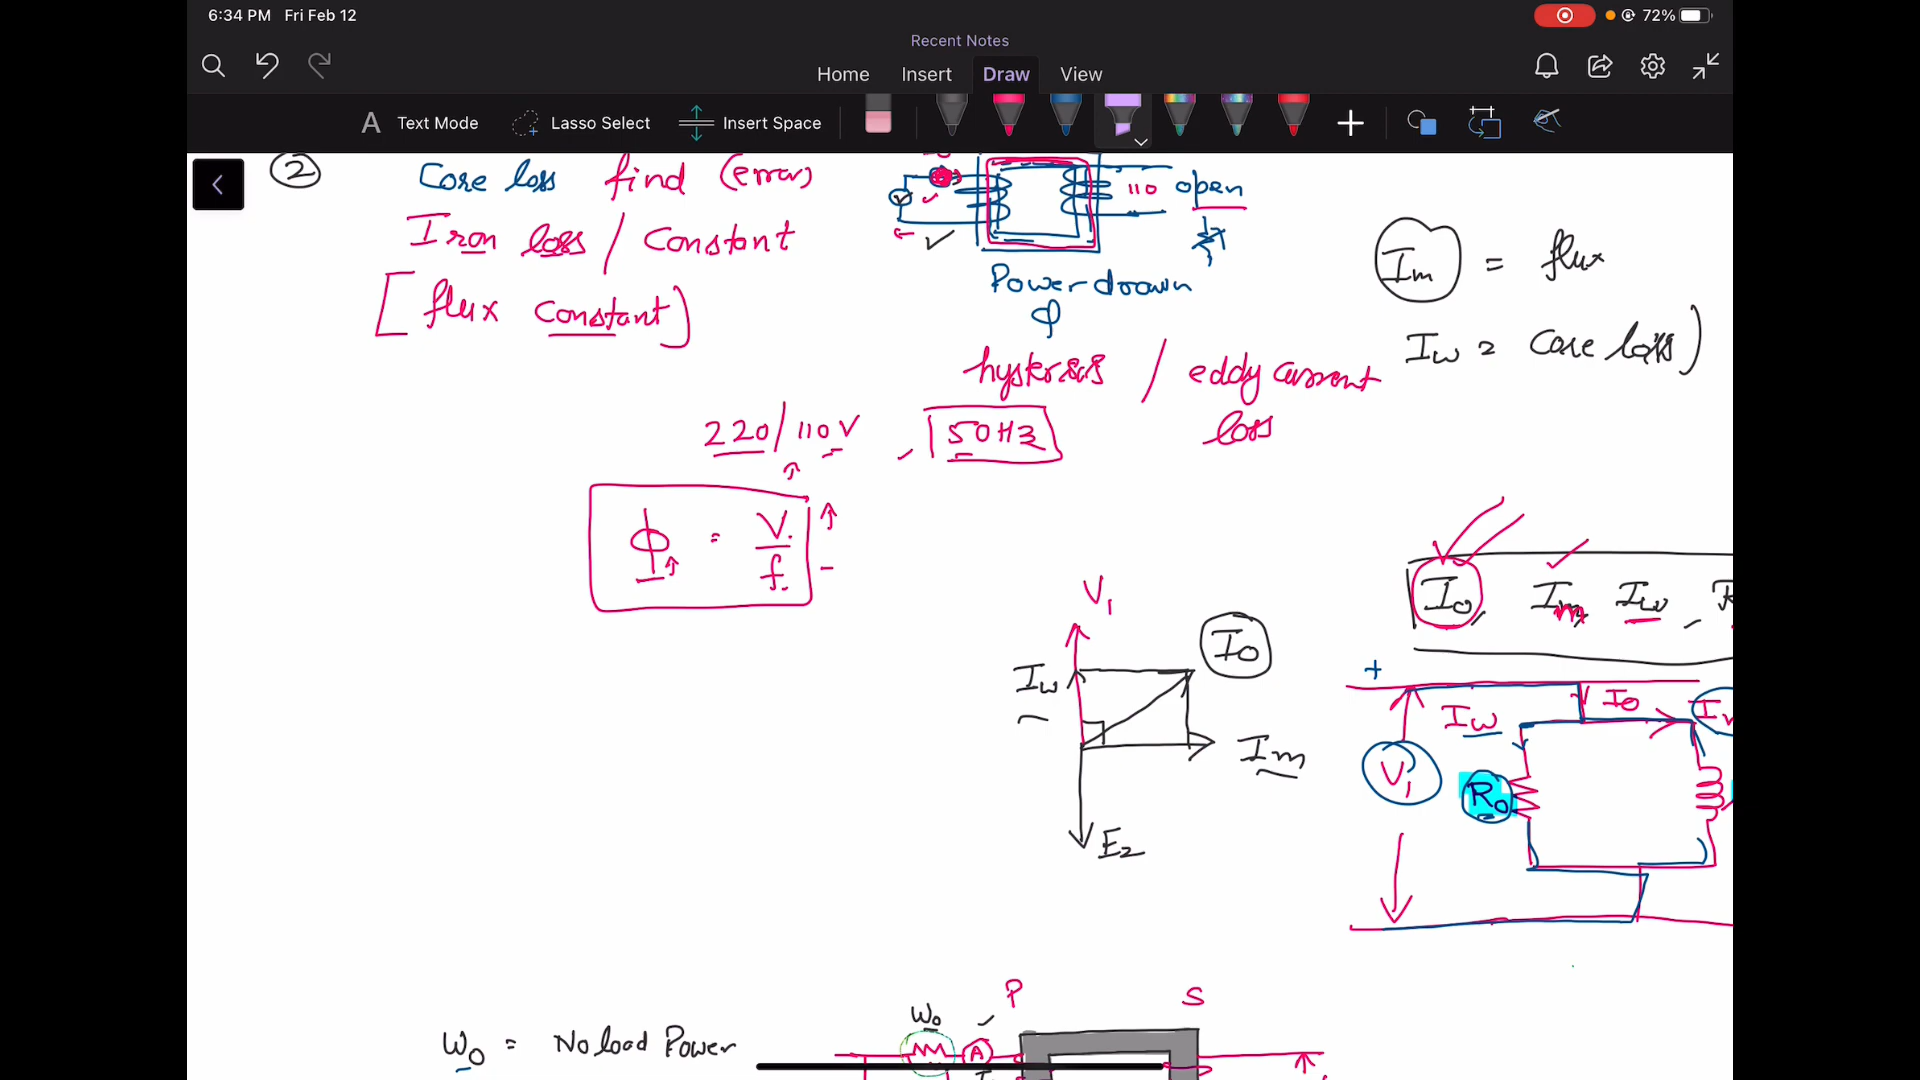 6:34 PM Fri Feb 12
72%
Recent Notes
Home Insert Draw View
A Text Mode Lasso Select Insert Space
2 Core loss find (error)
Iron loss / Constant
[flux constant)
110 open
Power drawn
φ
Im = flux
Iw = Core loss)
hystersis / eddy current
loss
220/110V, 50Hz
ϕ = V/f
V1
Io
Iw
Im
E2
Io, Im, Iw,
+
Iw
Io
V1
Ro
P
S
Wo
A
Wo = No load Power